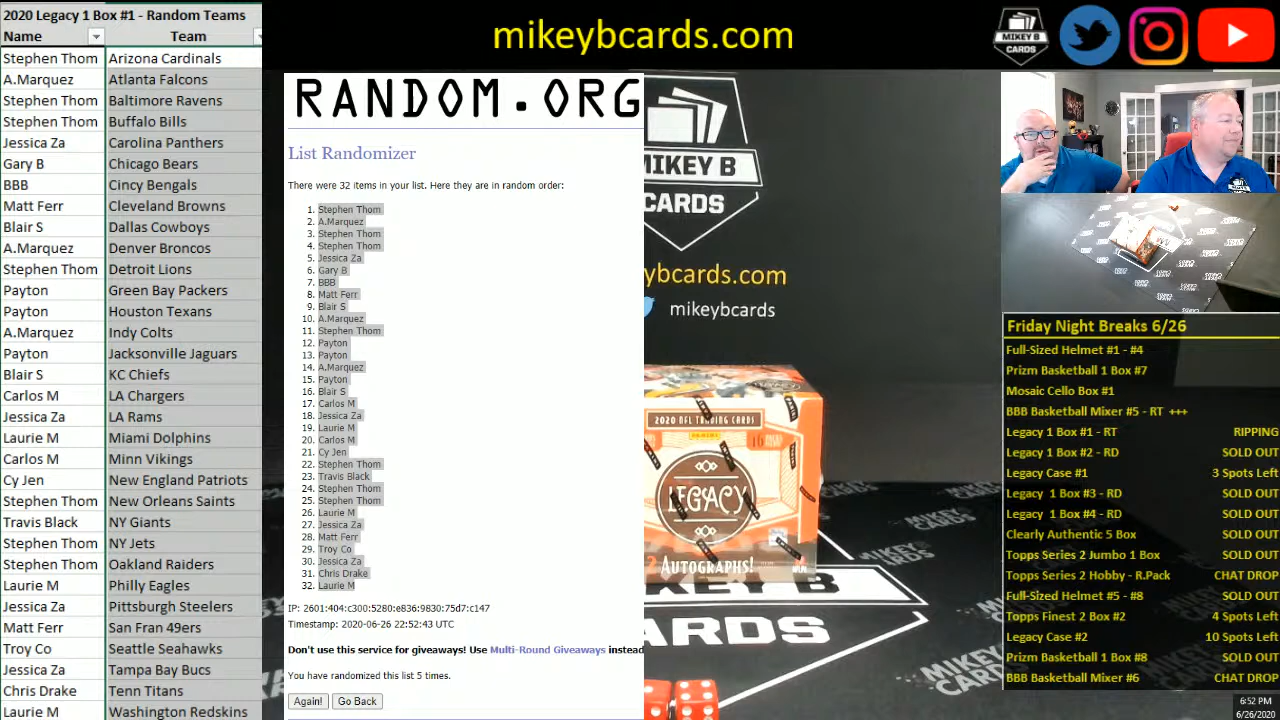 2020 Legacy 1 Box #1 - Random Teams
Name Team
Stephen Thom Arizona Cardinals
A.Marquez Atlanta Falcons
Stephen Thom Baltimore Ravens
Stephen Thom Buffalo Bills
Jessica Za Carolina Panthers
Gary B Chicago Bears
BBB Cincy Bengals
Matt Ferr Cleveland Browns
Blair S Dallas Cowboys
A.Marquez Denver Broncos
Stephen Thom Detroit Lions
Payton Green Bay Packers
Payton Houston Texans
A.Marquez Indy Colts
Payton Jacksonville Jaguars
Blair S KC Chiefs
Carlos M LA Chargers
Jessica Za LA Rams
Laurie M Miami Dolphins
Carlos M Minn Vikings
Cy Jen New England Patriots
Stephen Thom New Orleans Saints
Travis Black NY Giants
Stephen Thom NY Jets
Stephen Thom Oakland Raiders
Laurie M Philly Eagles
Jessica Za Pittsburgh Steelers
Matt Ferr San Fran 49ers
Troy Co Seattle Seahawks
Jessica Za Tampa Bay Bucs
Chris Drake Tenn Titans
Laurie M Washington Redskins
mikeybcards.com
MIKEY B
CARDS
RANDOM.ORG
List Randomizer
There were 32 items in your list. Here they are in random order:
1. Stephen Thom
2. A.Marquez
3. Stephen Thom
4. Stephen Thom
5. Jessica Za
6. Gary B
7. BBB
8. Matt Ferr
9. Blair S
10. A.Marquez
11. Stephen Thom
12. Payton
13. Payton
14. A.Marquez
15. Payton
16. Blair S
17. Carlos M
18. Jessica Za
19. Laurie M
20. Carlos M
21. Cy Jen
22. Stephen Thom
23. Travis Black
24. Stephen Thom
25. Stephen Thom
26. Laurie M
27. Jessica Za
28. Matt Ferr
29. Troy Co
30. Jessica Za
31. Chris Drake
32. Laurie M
IP: 2601:404:c300:5280:e836:9830:75d7:c147
Timestamp: 2020-06-26 22:52:43 UTC
Don't use this service for giveaways! Use Multi-Round Giveaways instead
You have randomized this list 5 times.
Again! Go Back
MIKEY B
CARDS
ybcards.com
mikeybcards
2020 NFL TRADING CARDS
LEGACY
AUTOGRAPHS!
MIKEY B
CARDS
Friday Night Breaks 6/26
Full-Sized Helmet #1 - #4
Prizm Basketball 1 Box #7
Mosaic Cello Box #1
BBB Basketball Mixer #5 - RT +++
Legacy 1 Box #1 - RT RIPPING
Legacy 1 Box #2 - RD SOLD OUT
Legacy Case #1 3 Spots Left
Legacy 1 Box #3 - RD SOLD OUT
Legacy 1 Box #4 - RD SOLD OUT
Clearly Authentic 5 Box SOLD OUT
Topps Series 2 Jumbo 1 Box SOLD OUT
Topps Series 2 Hobby - R.Pack CHAT DROP
Full-Sized Helmet #5 - #8 SOLD OUT
Topps Finest 2 Box #2 4 Spots Left
Legacy Case #2 10 Spots Left
Prizm Basketball 1 Box #8 SOLD OUT
BBB Basketball Mixer #6 CHAT DROP
6:52 PM
6/26/2020